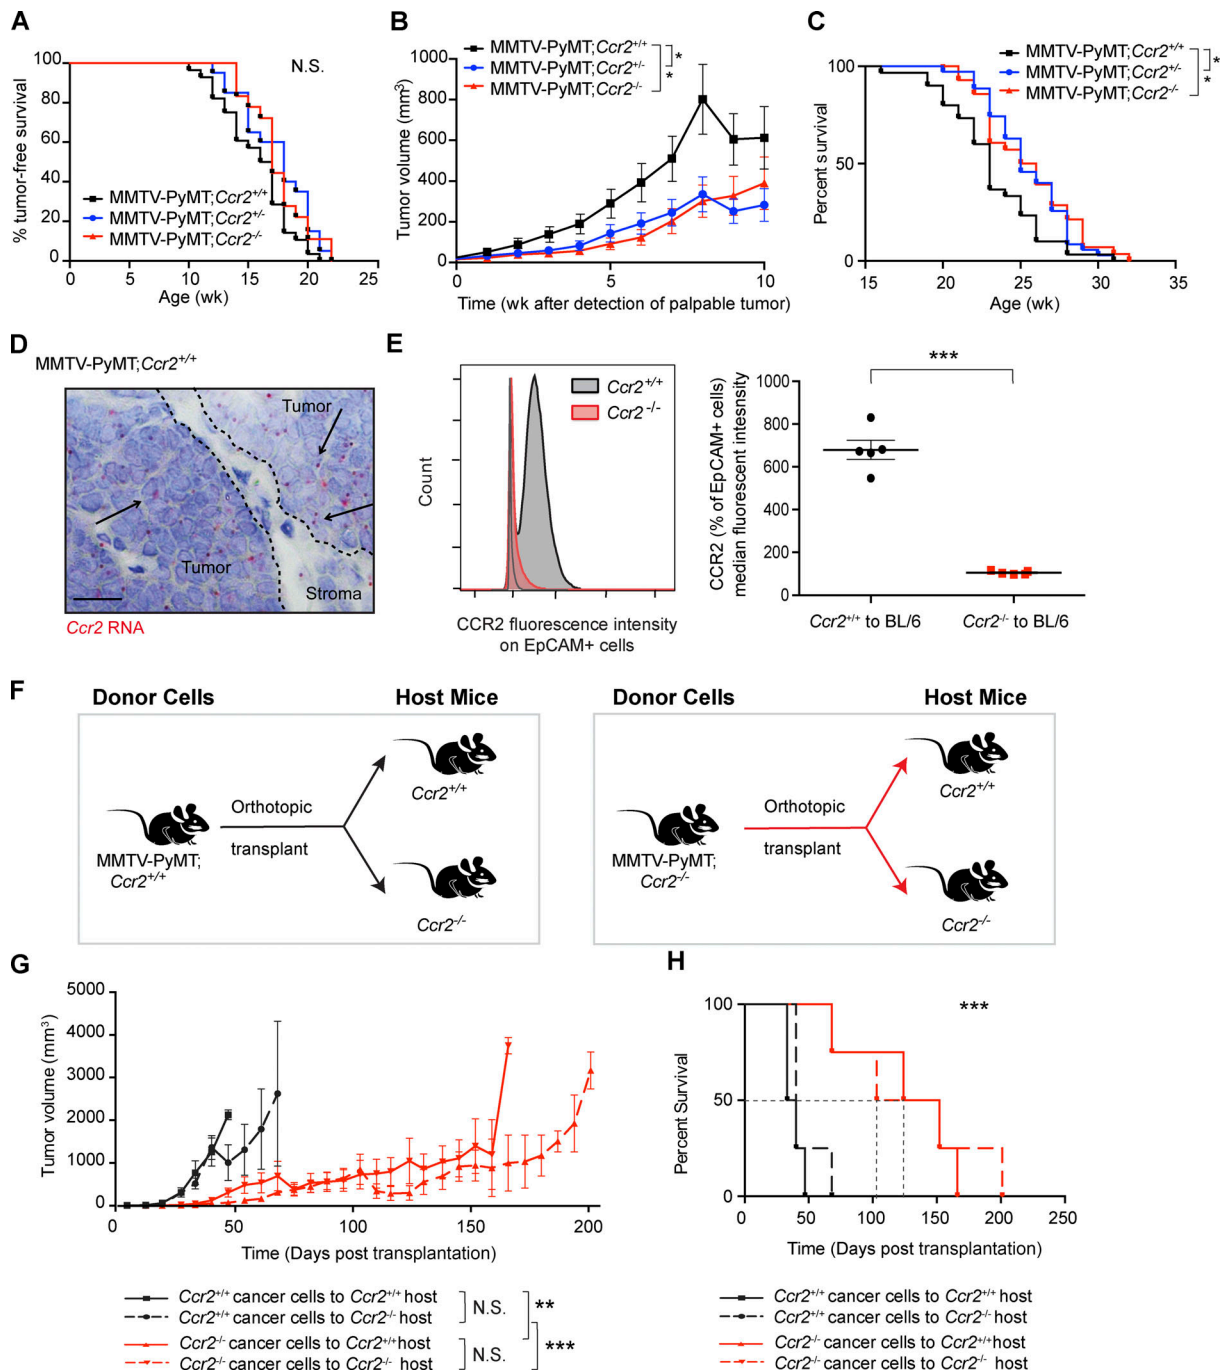 A
% tumor-free survival
100
80
60
40
20
0
N.S.
MMTV-PyMT;Ccr2+/+
MMTV-PyMT;Ccr2+/-
MMTV-PyMT;Ccr2-/-
0 5 10 15 20 25
Age (wk)
B
MMTV-PyMT;Ccr2+/+
MMTV-PyMT;Ccr2+/-
MMTV-PyMT;Ccr2-/-
*
*
Tumor volume (mm3)
1000
800
600
400
200
0
0 5 10
Time (wk after detection of palpable tumor)
C
MMTV-PyMT;Ccr2+/+
MMTV-PyMT;Ccr2+/-
MMTV-PyMT;Ccr2-/-
*
*
Percent survival
100
50
0
15 20 25 30 35
Age (wk)
D
MMTV-PyMT;Ccr2+/+
Tumor
Tumor
Stroma
Ccr2 RNA
E
Ccr2+/+
Ccr2-/-
Count
CCR2 fluorescence intensity
on EpCAM+ cells
***
CCR2 (% of EpCAM+ cells)
median fluorescent intesnsity
1000
800
600
400
200
0
Ccr2+/+ to BL/6
Ccr2-/- to BL/6
F
Donor Cells
Host Mice
MMTV-PyMT;
Ccr2+/+
Orthotopic
transplant
Ccr2+/+
Ccr2-/-
Donor Cells
Host Mice
MMTV-PyMT;
Ccr2-/-
Orthotopic
transplant
Ccr2+/+
Ccr2-/-
G
Tumor volume (mm3)
5000
4000
3000
2000
1000
0
50 100 150 200
Time (Days post transplantation)
Ccr2+/+ cancer cells to Ccr2+/+ host
Ccr2+/+ cancer cells to Ccr2-/- host
Ccr2-/- cancer cells to Ccr2+/+ host
Ccr2-/- cancer cells to Ccr2-/- host
N.S.
N.S.
**
***
H
***
Percent Survival
100
50
0
0 50 100 150 200 250
Time (Days post transplantation)
Ccr2+/+ cancer cells to Ccr2+/+ host
Ccr2+/+ cancer cells to Ccr2-/- host
Ccr2-/- cancer cells to Ccr2+/+ host
Ccr2-/- cancer cells to Ccr2-/- host